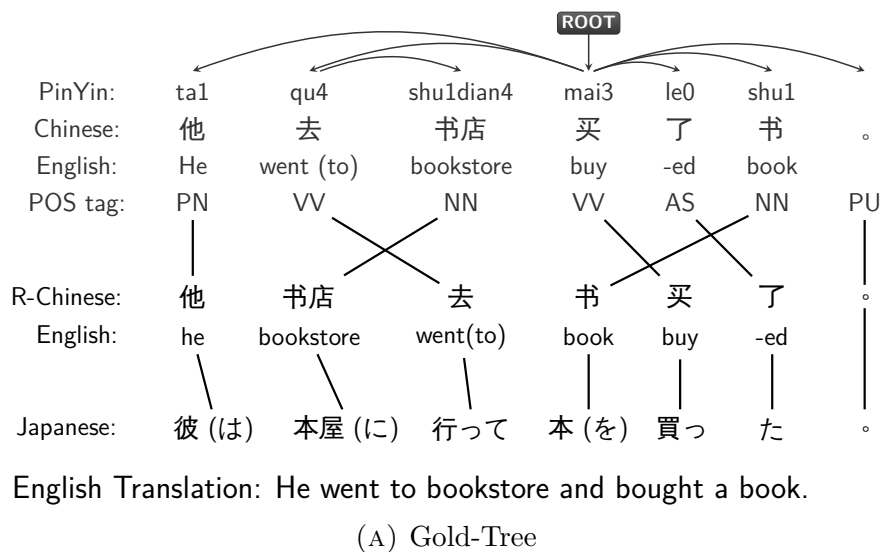 ROOT
PinYin: ta1 qu4 shu1dian4 mai3 le0 shu1
Chinese: 他 去 书店 买 了 书 。
English: He went (to) bookstore buy -ed book
POS tag: PN VV NN VV AS NN PU
R-Chinese: 他 书店 去 书 买 了 。
English: he bookstore went(to) book buy -ed
Japanese: 彼 (は) 本屋 (に) 行って 本 (を) 買っ た 。
English Translation: He went to bookstore and bought a book.
(A) Gold-Tree